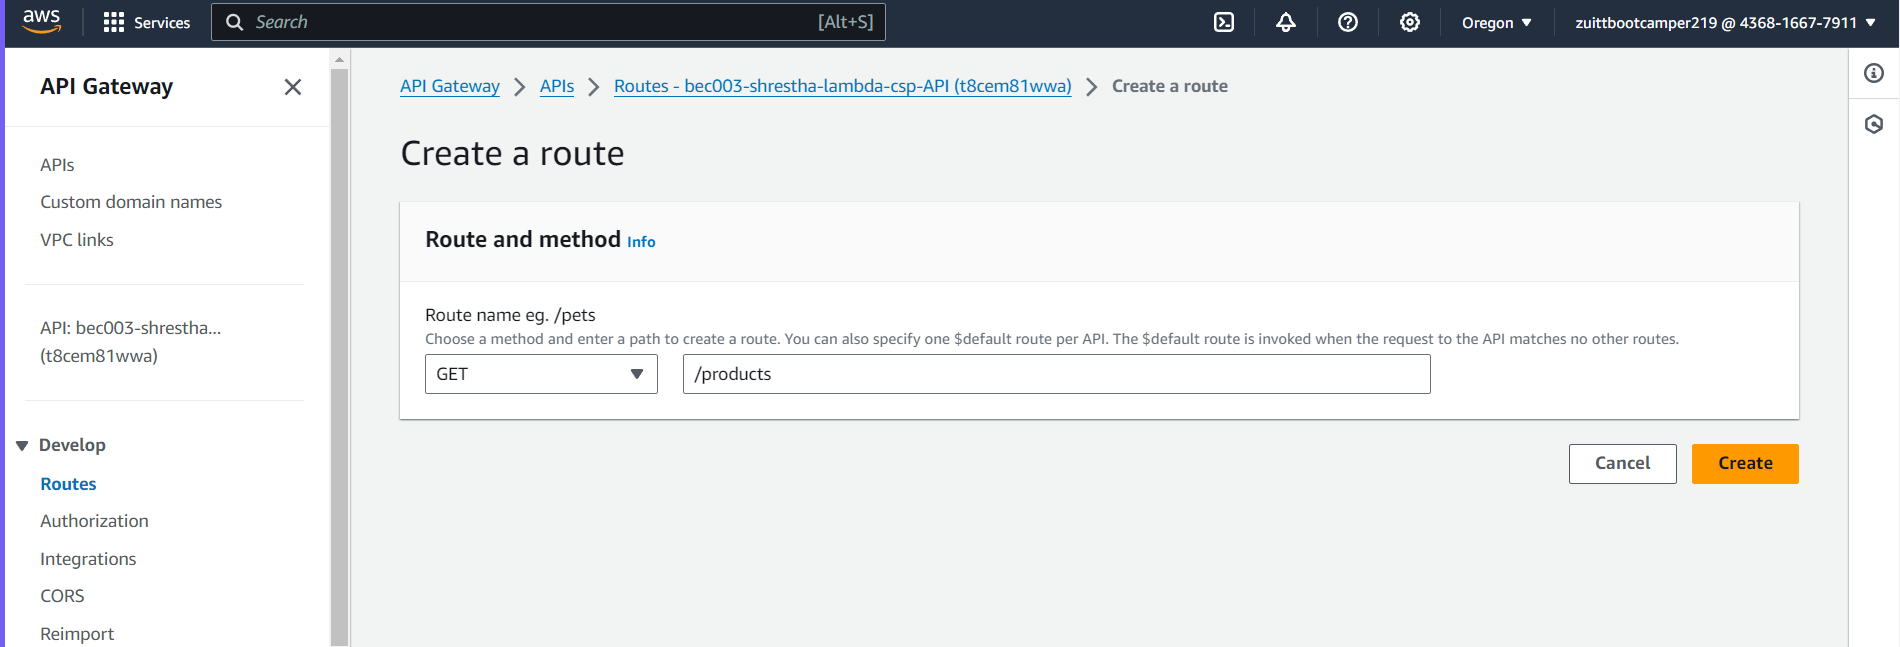 aws
Services
Search
[Alt+S]
Oregon
zuittbootcamper219 @ 4368-1667-7911
API Gateway
APIs
Custom domain names
VPC links
API: bec003-shrestha...
(t8cem81wwa)
Develop
Routes
Authorization
Integrations
CORS
Reimport
API Gateway
APIs
Routes - bec003-shrestha-lambda-csp-API (t8cem81wwa)
Create a route
Create a route
Route and method Info
Route name eg. /pets
Choose a method and enter a path to create a route. You can also specify one $default route per API. The $default route is invoked when the request to the API matches no other routes.
GET
/products
Cancel
Create